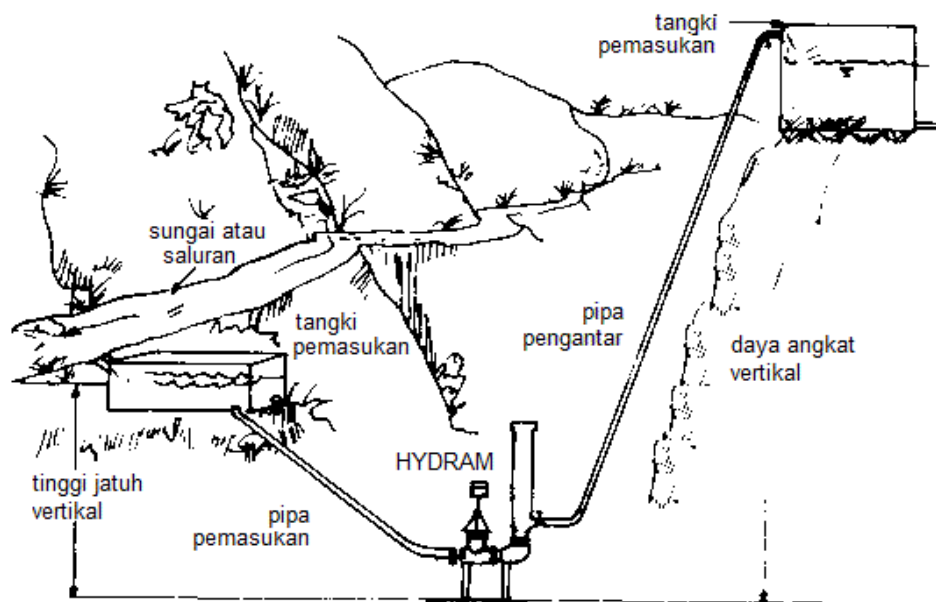 tangki
pemasukan
sungai atau
saluran
tangki
pemasukan
pipa
pengantar
daya angkat
vertikal
HYDRAM
tinggi jatuh
vertikal
pipa
pemasukan